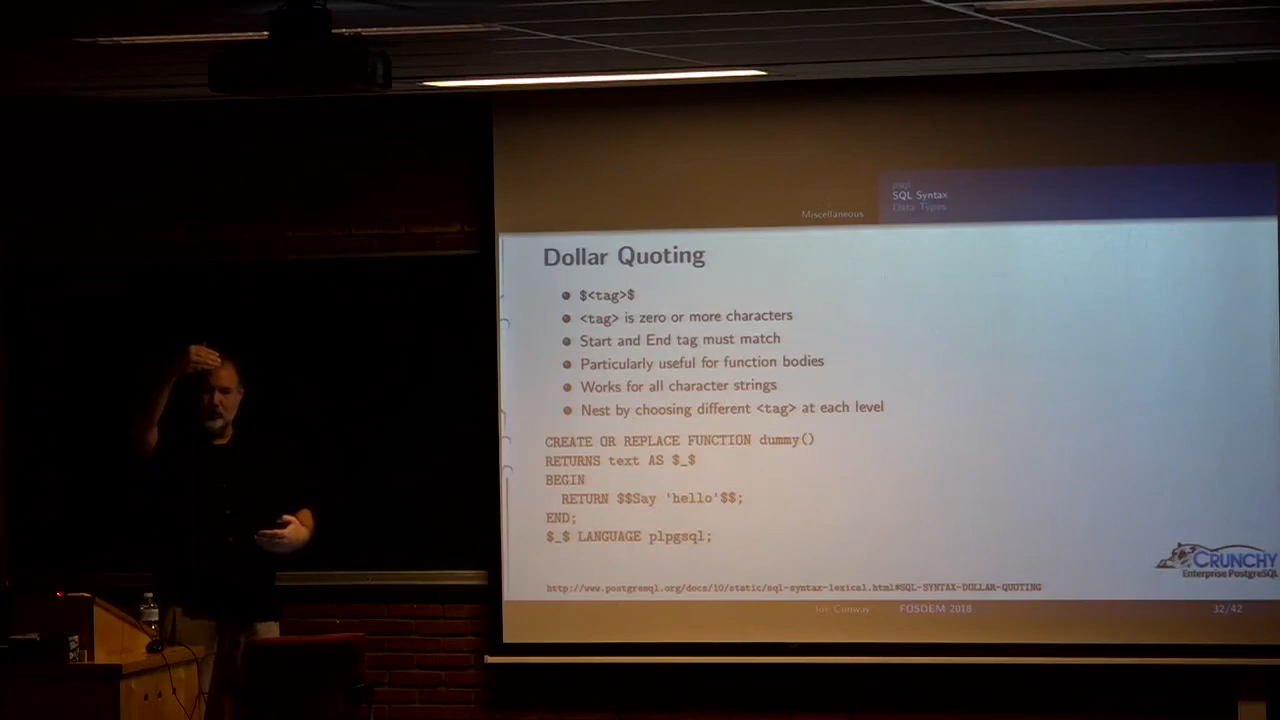 psql
SQL Syntax
Data Types
Miscellaneous
Dollar Quoting
$<tag>$
<tag> is zero or more characters
Start and End tag must match
Particularly useful for function bodies
Works for all character strings
Nest by choosing different <tag> at each level
CREATE OR REPLACE FUNCTION dummy()
RETURNS text AS $_$
BEGIN
RETURN $$Say 'hello'$$;
END;
$_$ LANGUAGE plpgsql;
CRUNCHY
Enterprise PostgreSQL
http://www.postgresql.org/docs/10/static/sql-syntax-lexical.html#SQL-SYNTAX-DOLLAR-QUOTING
Joe Conway FOSDEM 2018 32/42